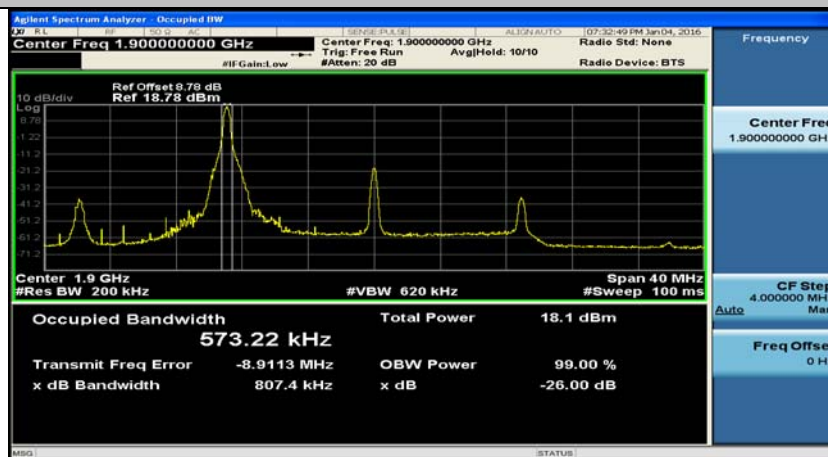 Agilent Spectrum Analyzer - Occupied BW
LXI RL RF 50 Ω AC SENSE:PULSE ALIGN AUTO 07:32:49 PM Jan 04, 2016
Center Freq 1.900000000 GHz
Center Freq: 1.900000000 GHz
Radio Std: None
Trig: Free Run Avg|Hold: 10/10
#IFGain:Low #Atten: 20 dB Radio Device: BTS
Ref Offset 8.78 dB
10 dB/div Ref 18.78 dBm
Log
8.78
-1.22
-11.2
-21.2
-31.2
-41.2
-51.2
-61.2
-71.2
Center 1.9 GHz Span 40 MHz
#Res BW 200 kHz #VBW 620 kHz #Sweep 100 ms
Occupied Bandwidth Total Power 18.1 dBm
573.22 kHz
Transmit Freq Error -8.9113 MHz OBW Power 99.00 %
x dB Bandwidth 807.4 kHz x dB -26.00 dB
MSG STATUS
Frequency
Center Freq
1.900000000 GH
CF Step
4.000000 MH
Auto Ma
Freq Offse
0 H